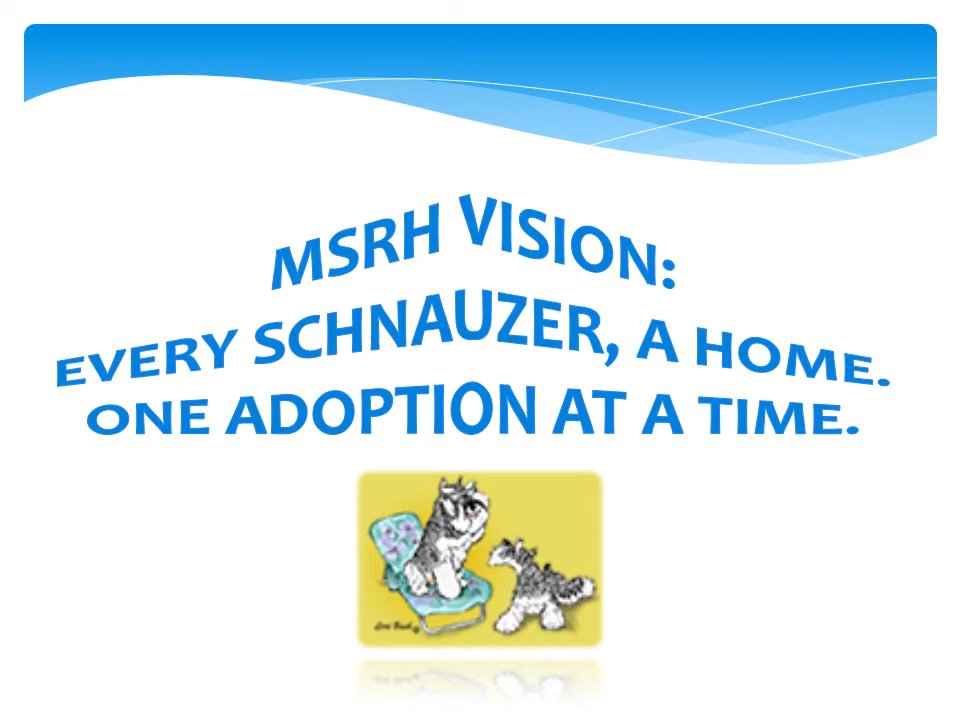 MSRH VISION:
EVERY SCHNAUZER, A HOME.
ONE ADOPTION AT A TIME.